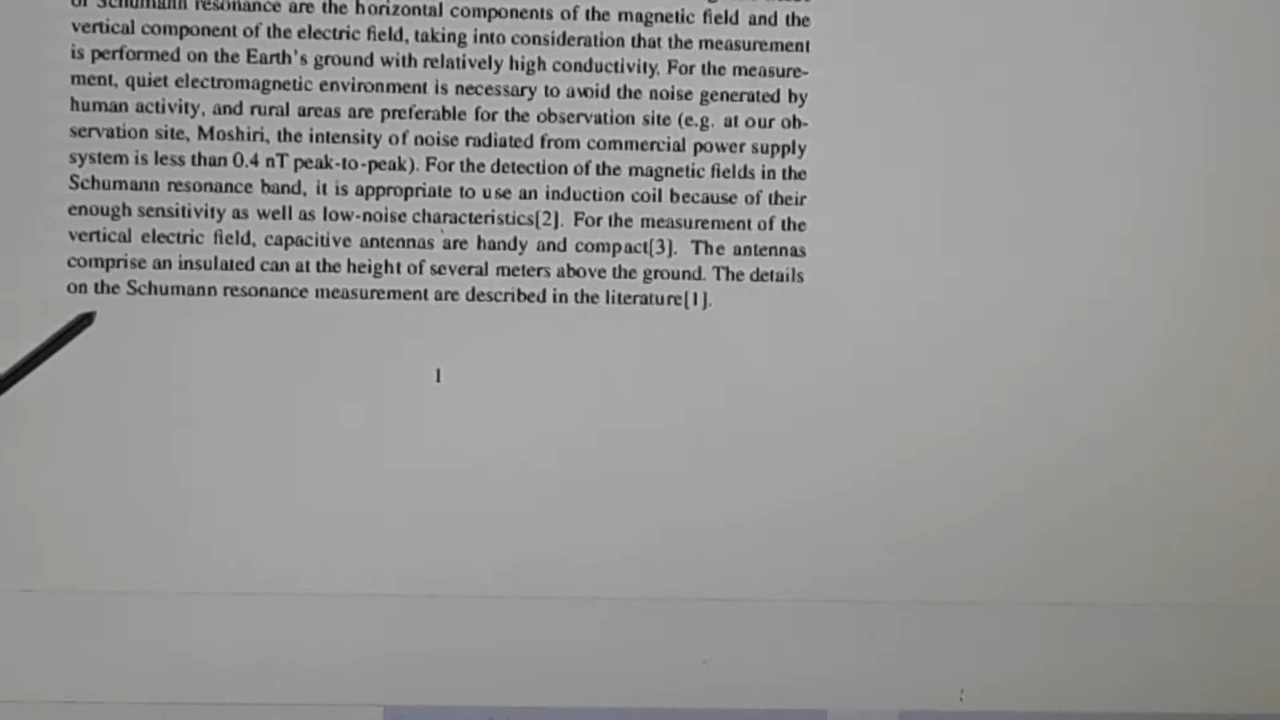 of Schumann resonance are the horizontal components of the magnetic field and the
vertical component of the electric field, taking into consideration that the measurement
is performed on the Earth's ground with relatively high conductivity. For the measure-
ment, quiet electromagnetic environment is necessary to avoid the noise generated by
human activity, and rural areas are preferable for the observation site (e.g. at our ob-
servation site, Moshiri, the intensity of noise radiated from commercial power supply
system is less than 0.4 nT peak-to-peak). For the detection of the magnetic fields in the
Schumann resonance band, it is appropriate to use an induction coil because of their
enough sensitivity as well as low-noise characteristics[2]. For the measurement of the
vertical electric field, capacitive antennas are handy and compact[3]. The antennas
comprise an insulated can at the height of several meters above the ground. The details
on the Schumann resonance measurement are described in the literature[1].
1